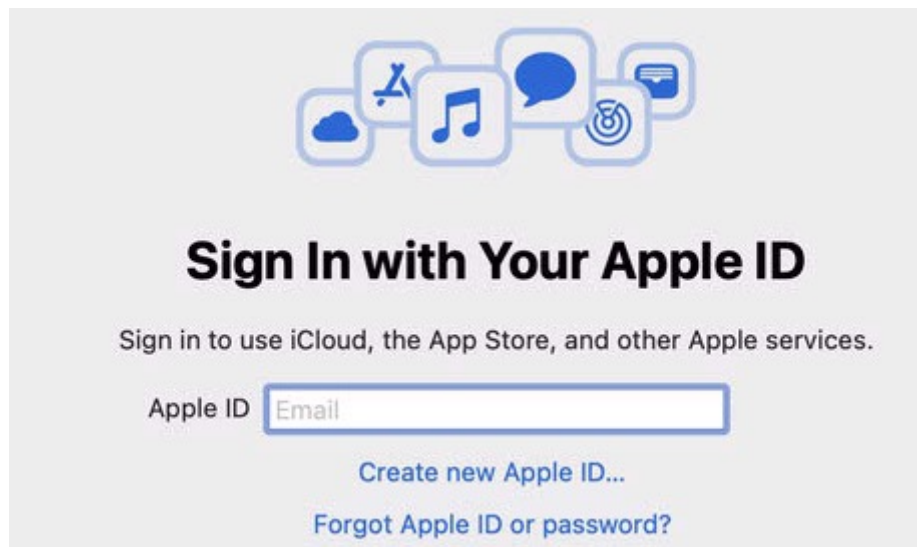 Sign In with Your Apple ID
Sign in to use iCloud, the App Store, and other Apple services.
Apple ID Email
Create new Apple ID...
Forgot Apple ID or password?